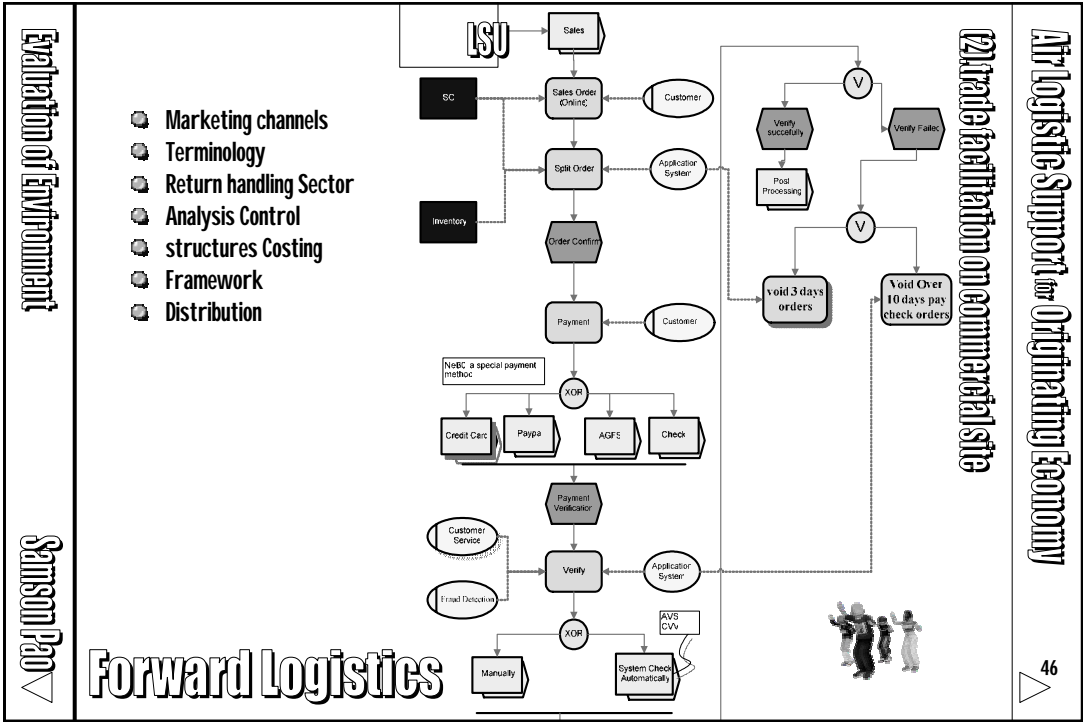 Evaluation of Environment
Samson Pao
Air Logistics Support for Originating Economy
(2) trade facilitation on commercial site
46
Marketing channels
Terminology
Return handling Sector
Analysis Control
structures Costing
Framework
Distribution
Forward Logistics
LSU
Sales
SC
Sales Order
(Online)
Customer
Split Order
Application
System
Inventory
Order Confirm
Payment
Customer
a special payment
method
XOR
Credit Card
Paypa
AGFS
Check
Payment
Verification
Customer
Service
Fraud Detection
Verify
Application
System
XOR
AVS
CVV
Manually
System Check
Automatically
V
Verify
succefully
Verify Failed
Post
Processing
V
void 3 days
orders
Void Over
10 days pay
check orders